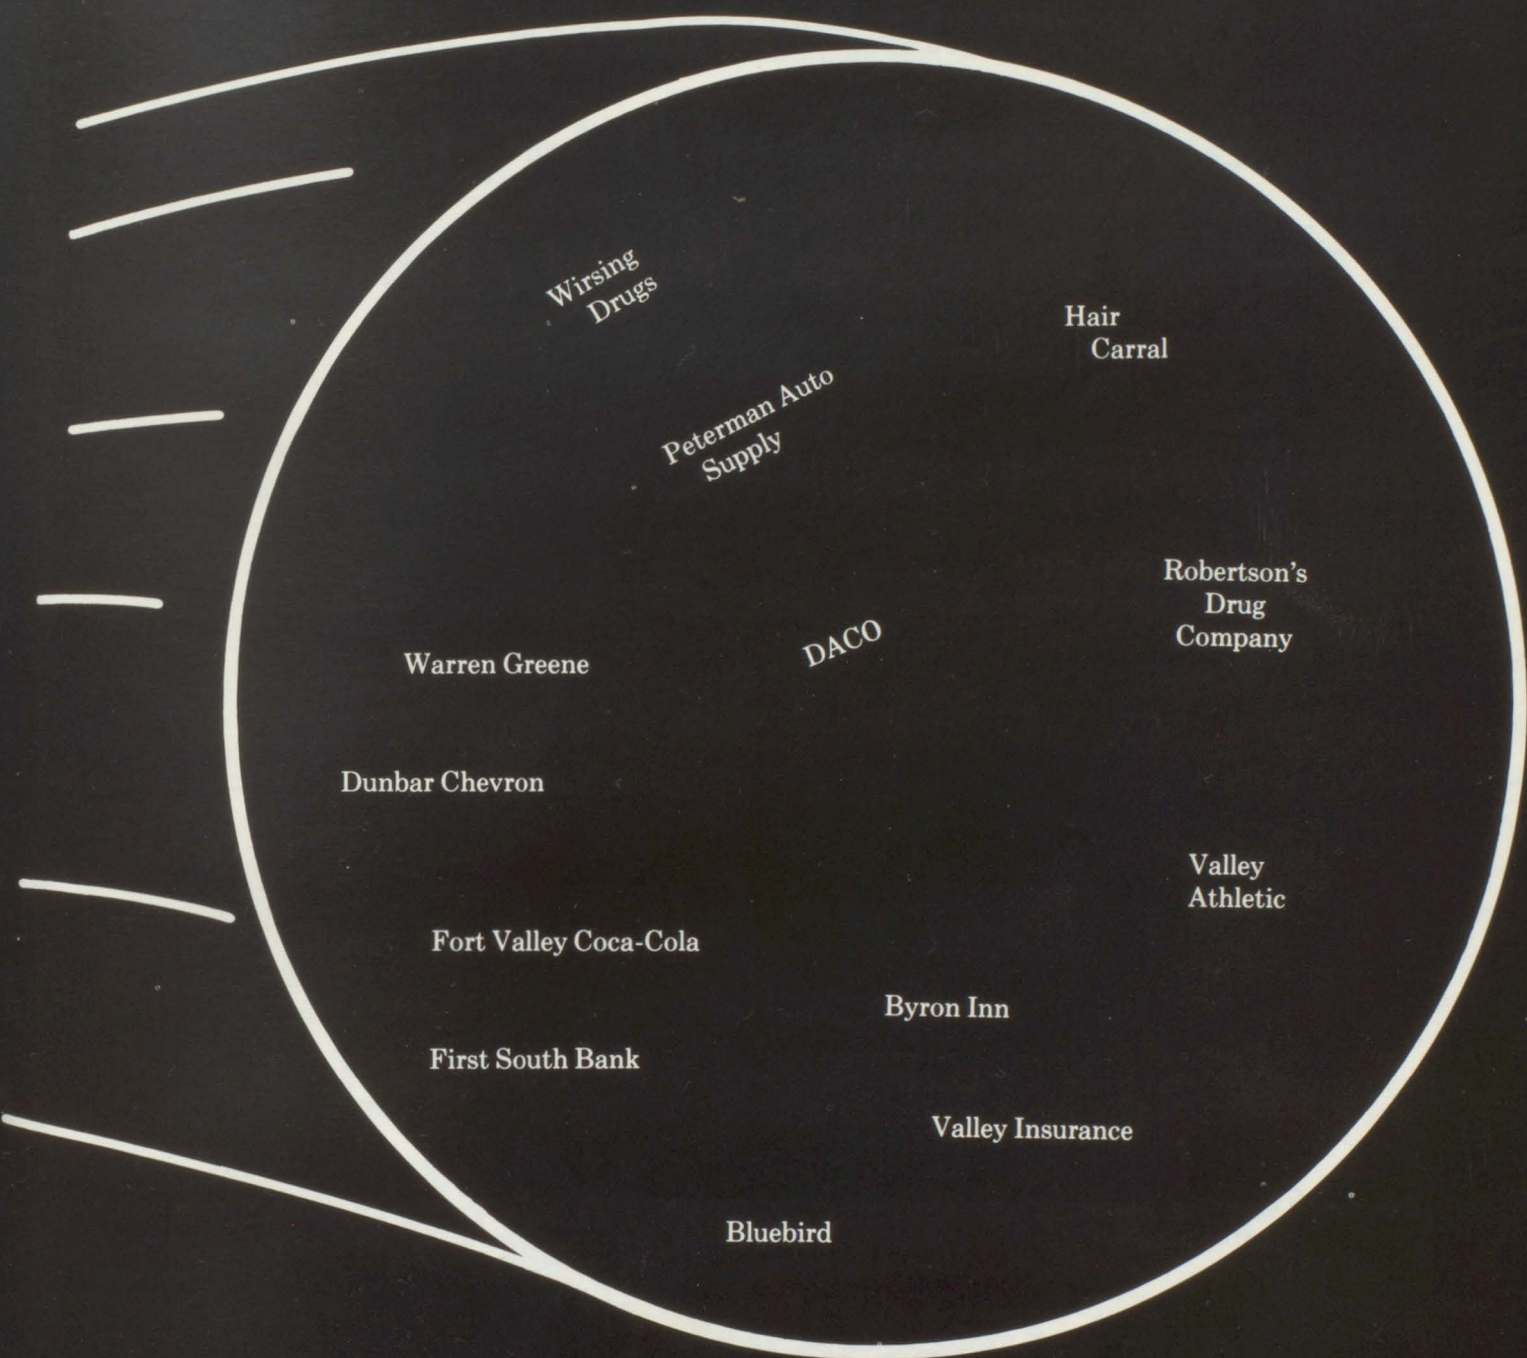 Wirsing
Drugs
Hair
Carral
Peterman Auto
Supply
Robertson's
Drug
Company
DACO
Warren Greene
Dunbar Chevron
Valley
Athletic
Fort Valley Coca-Cola
Byron Inn
First South Bank
Valley Insurance
Bluebird